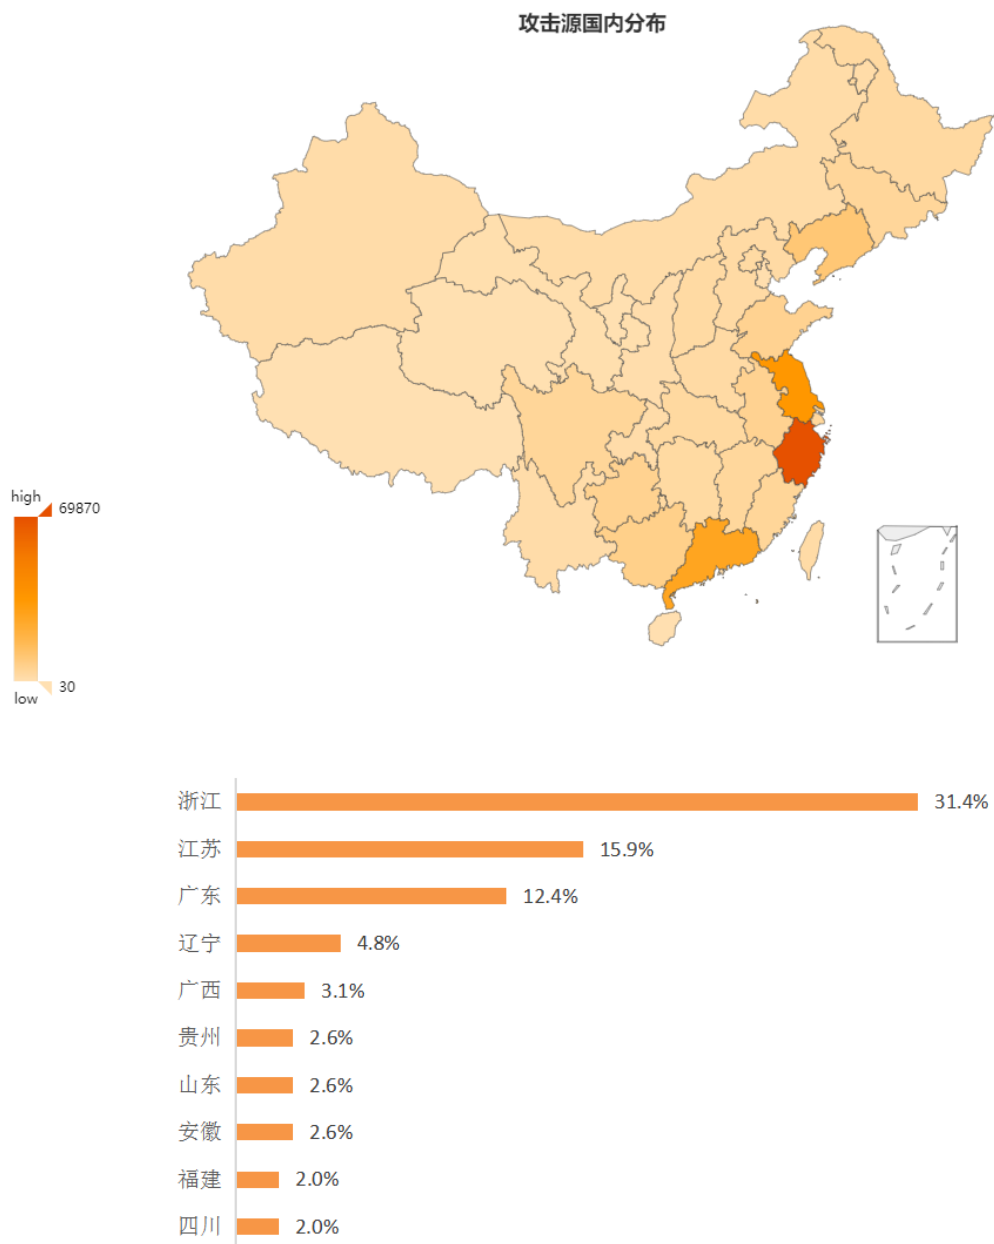 攻击源国内分布
high
69870
30
low
浙江 31.4%
江苏 15.9%
广东 12.4%
辽宁 4.8%
广西 3.1%
贵州 2.6%
山东 2.6%
安徽 2.6%
福建 2.0%
四川 2.0%